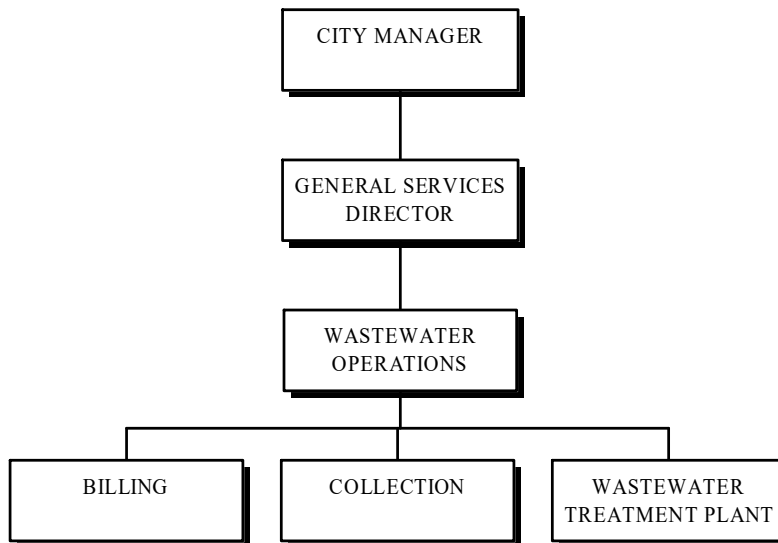 CITY MANAGER
GENERAL SERVICES
DIRECTOR
WASTEWATER
OPERATIONS
BILLING
COLLECTION
WASTEWATER
TREATMENT PLANT